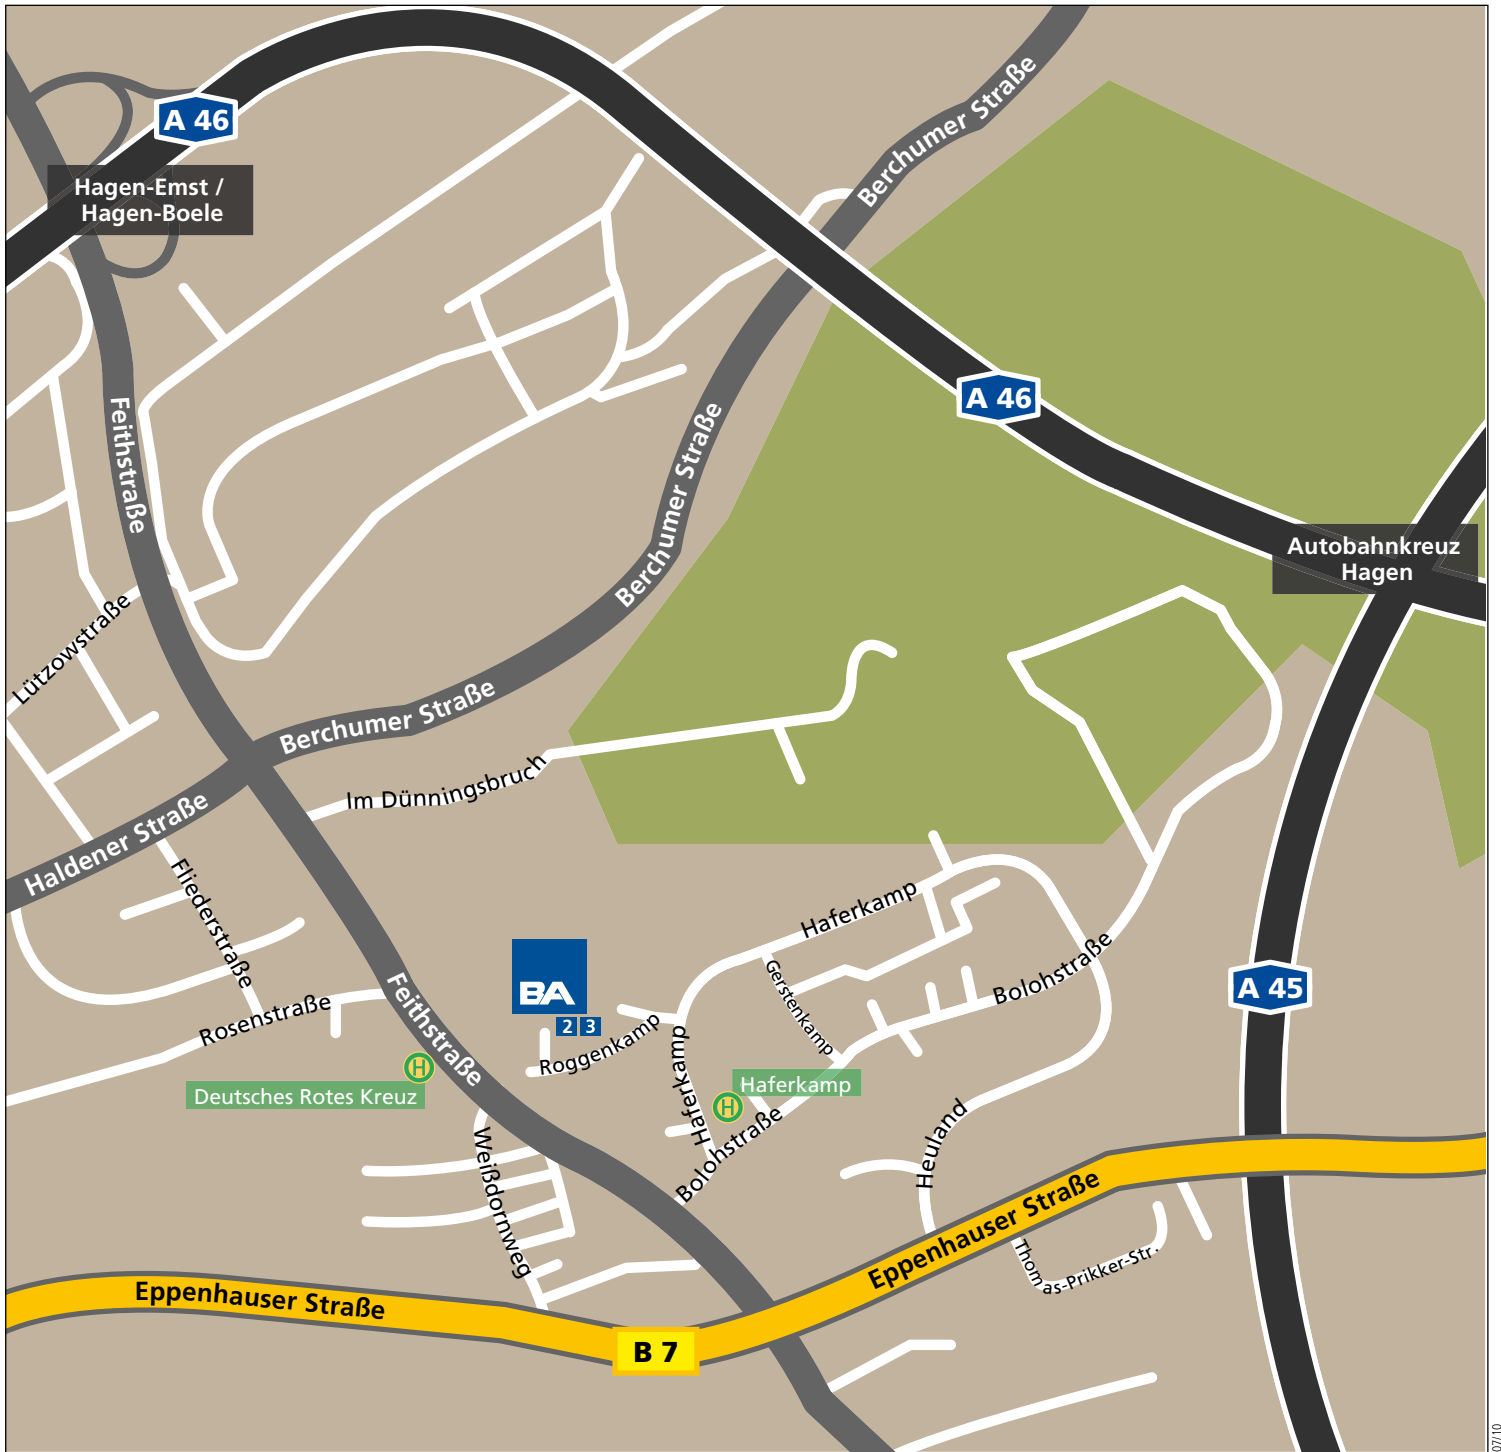 Berchumer Straße
A 46
Hagen-Emst /
Hagen-Boele
A 46
Feithstraße
Berchumer Straße
Autobahnkreuz
Hagen
Lützowstraße
Berchumer Straße
Im Dünningsbruch
Haldener Straße
Fliederstraße
Haferkamp
Bolohstraße
Gerstenkamp
A 45
BA
2 3
Rosenstraße
Feithstraße
Roggenkamp
Haferkamp
Deutsches Rotes Kreuz
H
Haferkamp
H
Bolohstraße
Heuland
Weißdornweg
Eppenhauser Straße
Thomas-Prikker-Str.
Eppenhauser Straße
B 7
07/10